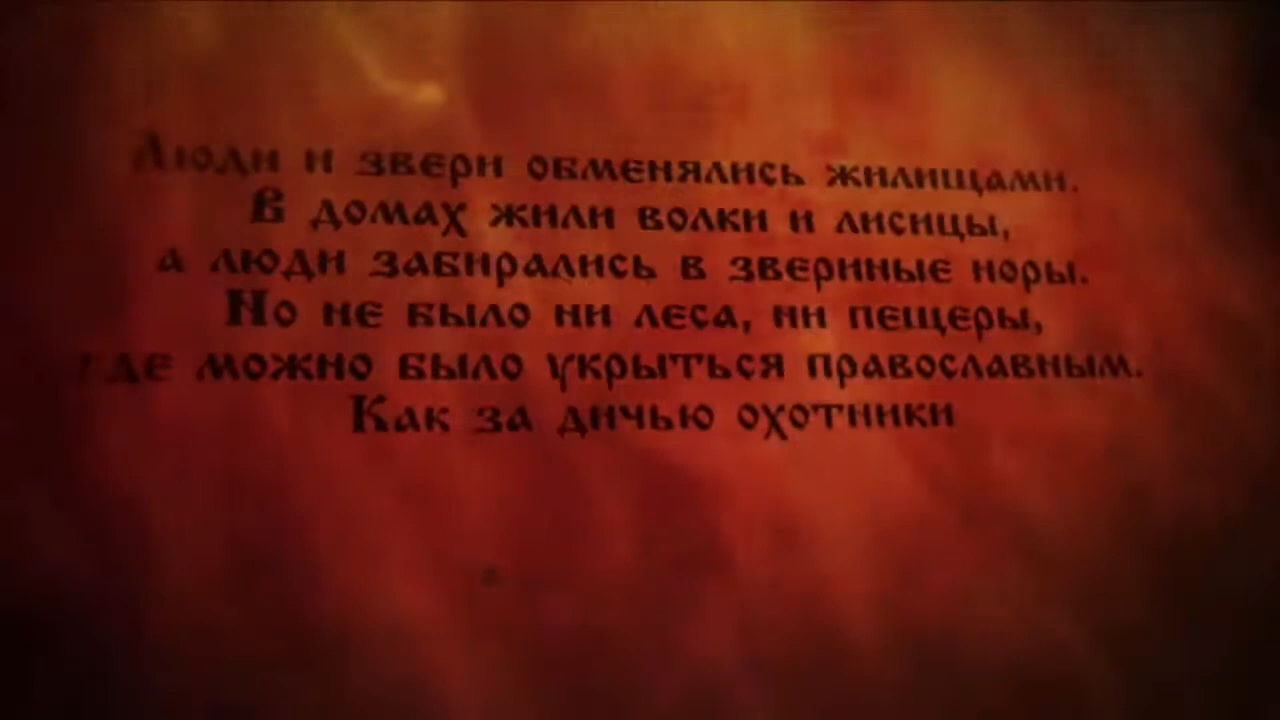 Люди и звери обменялись жилищами.
В домах жили волки и лисицы,
а люди забирались в звериные норы.
Но не было ни леса, ни пещеры,
где можно было укрыться православным.
Как за дичью охотники